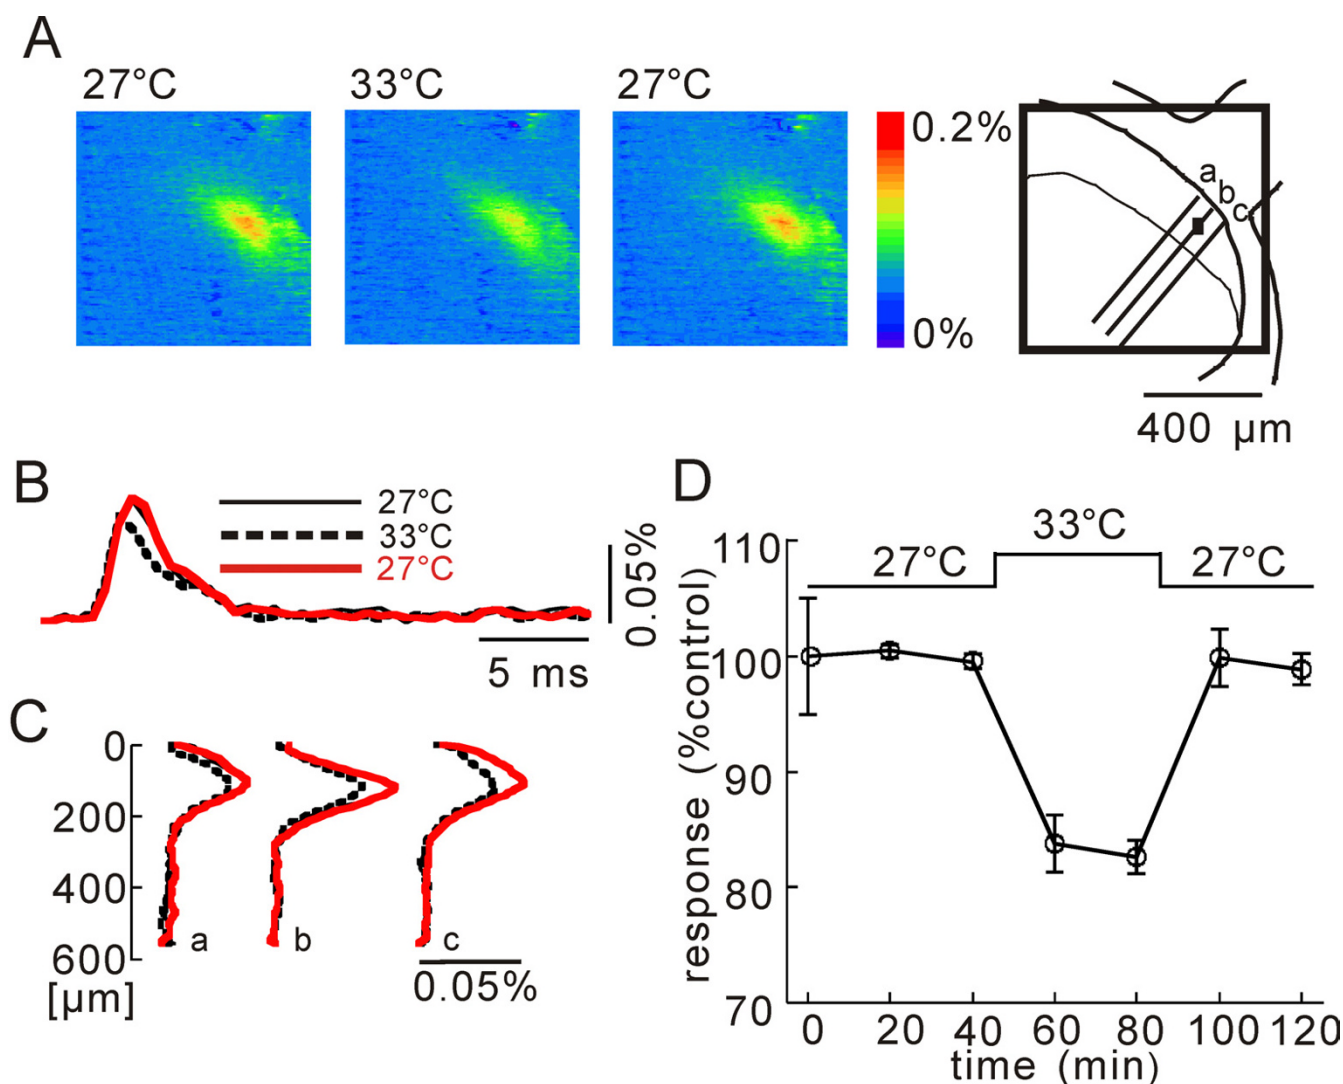 A
27°C 33°C 27°C
0.2%
0%
a b c
400 µm
B
27°C
33°C
27°C
0.05%
5 ms
C
0
200
400
600
[µm]
a b c
0.05%
D
33°C
27°C 27°C
110
100
90
80
70
response (%control)
0 20 40 60 80 100 120
time (min)